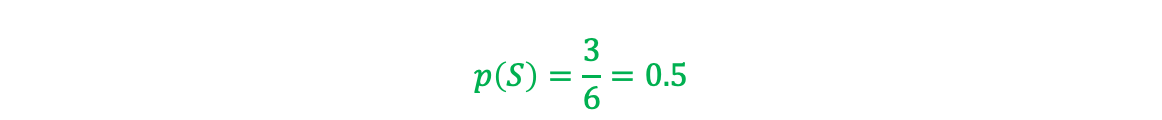 p(S) = 3/6 = 0.5